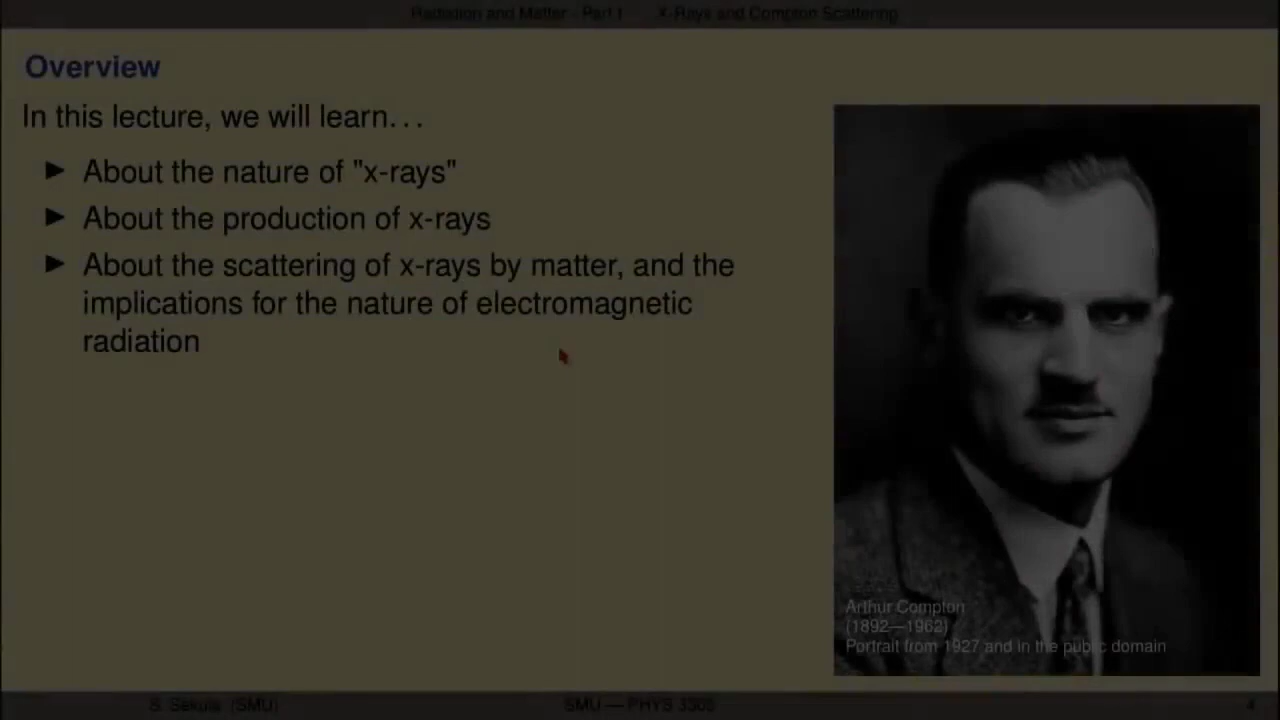 Radiation and Matter - Part I X-Rays and Compton Scattering
Overview
In this lecture, we will learn...
► About the nature of "x-rays"
► About the production of x-rays
► About the scattering of x-rays by matter, and the
implications for the nature of electromagnetic
radiation
Arthur Compton
(1892—1962)
Portrait from 1927 and in the public domain
S. Sekula (SMU) SMU — PHYS 3305 4